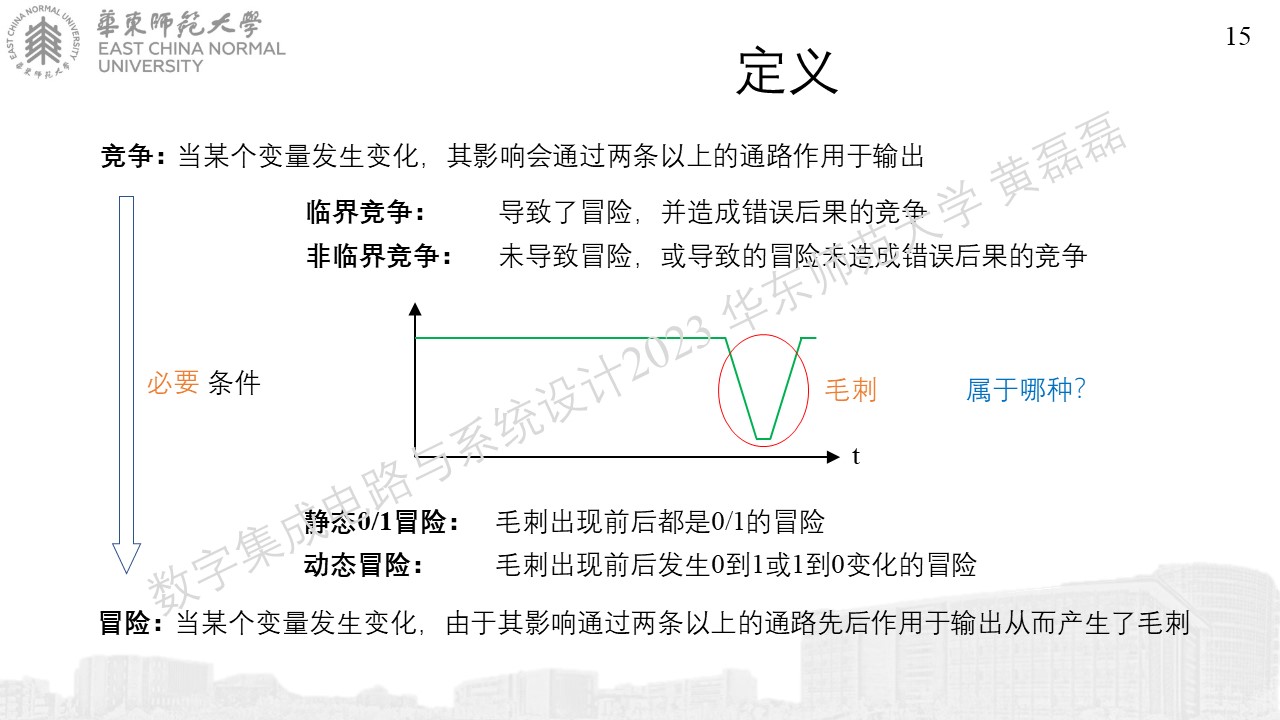 EAST CHINA NORMAL UNIVERSITY
華東師範大學
華東師范大學
EAST CHINA NORMAL
UNIVERSITY
15
定义
竞争：当某个变量发生变化，其影响会通过两条以上的通路作用于输出
临界竞争： 导致了冒险，并造成错误后果的竞争
非临界竞争： 未导致冒险，或导致的冒险未造成错误后果的竞争
必要 条件
毛刺
属于哪种？
t
静态0/1冒险： 毛刺出现前后都是0/1的冒险
动态冒险： 毛刺出现前后发生0到1或1到0变化的冒险
冒险：当某个变量发生变化，由于其影响通过两条以上的通路先后作用于输出从而产生了毛刺
数字集成电路与系统设计2023 华东师范大学 黄磊磊